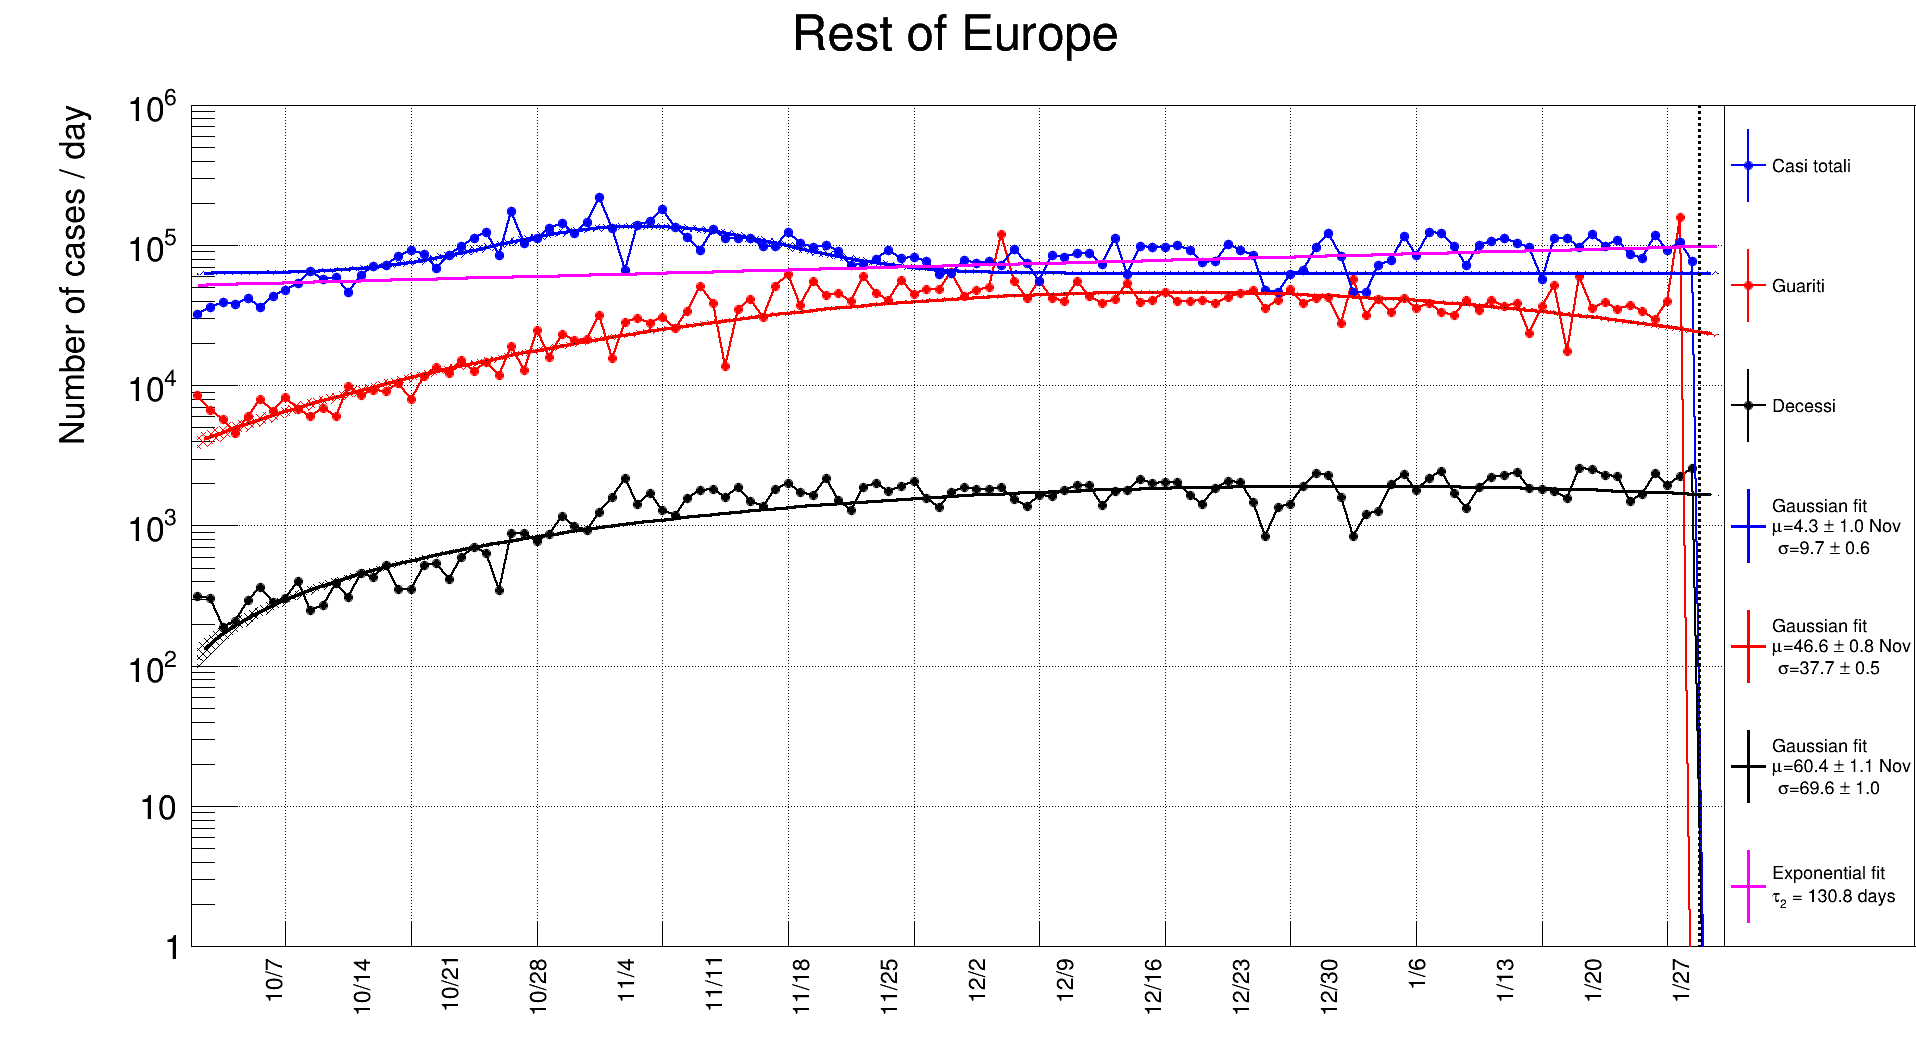 Rest of Europe
Number of cases / day
10^6
10^5
10^4
10^3
10^2
10
1
10/7
10/14
10/21
10/28
11/4
11/11
11/18
11/25
12/2
12/9
12/16
12/23
12/30
1/6
1/13
1/20
1/27
Casi totali
Guariti
Decessi
Gaussian fit
μ=4.3 ± 1.0 Nov
σ=9.7 ± 0.6
Gaussian fit
μ=46.6 ± 0.8 Nov
σ=37.7 ± 0.5
Gaussian fit
μ=60.4 ± 1.1 Nov
σ=69.6 ± 1.0
Exponential fit
τ₂ = 130.8 days